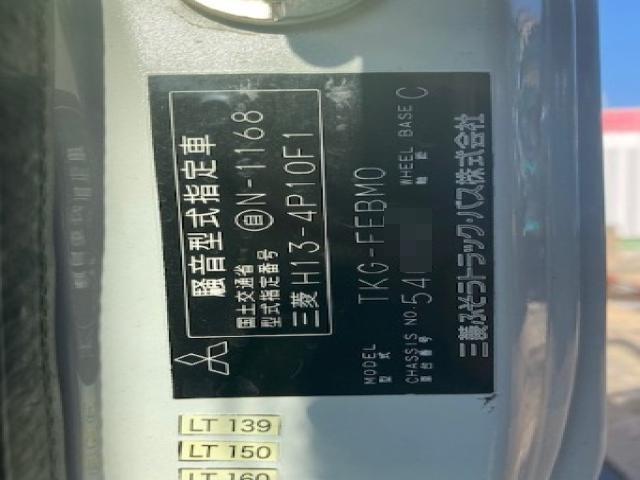 騒音型式指定車
国土交通省
型式指定番号 自N-1168
三菱 H13-4P10F1
MODEL
型式 TKG-FEBM0
CHASSIS NO.
車台番号 54
WHEEL BASE
軸距 C
三菱ふそうトラック・バス株式会社
LT 139
LT 150
LT 160